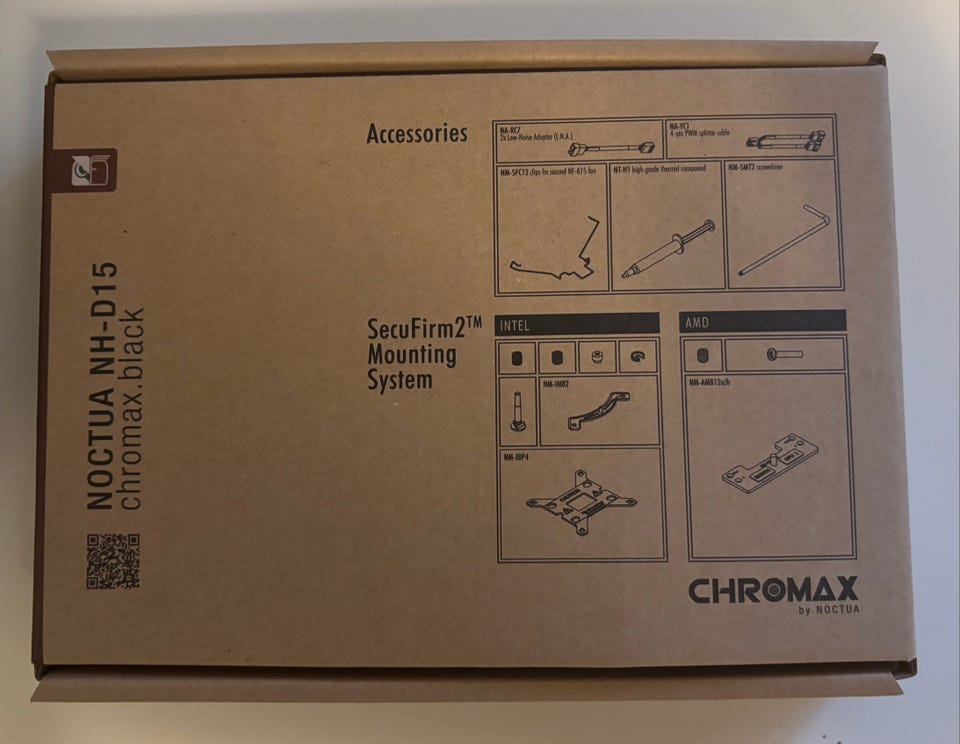 NOCTUA NH-D15
chromax.black
Accessories
NA-RC7
2x Low-Noise Adaptor (L.N.A.)
NA-YC1
4-pin PWM splitter cable
NM-SFC12 clips for second NF-A15 fan
NT-H1 high-grade thermal compound
NM-SMT2 screwdriver
SecuFirm2™
Mounting
System
INTEL
NM-IMB2
NM-IBP4
CAUTION
AMD
NM-AMB12a/b
CHROMAX
by NOCTUA